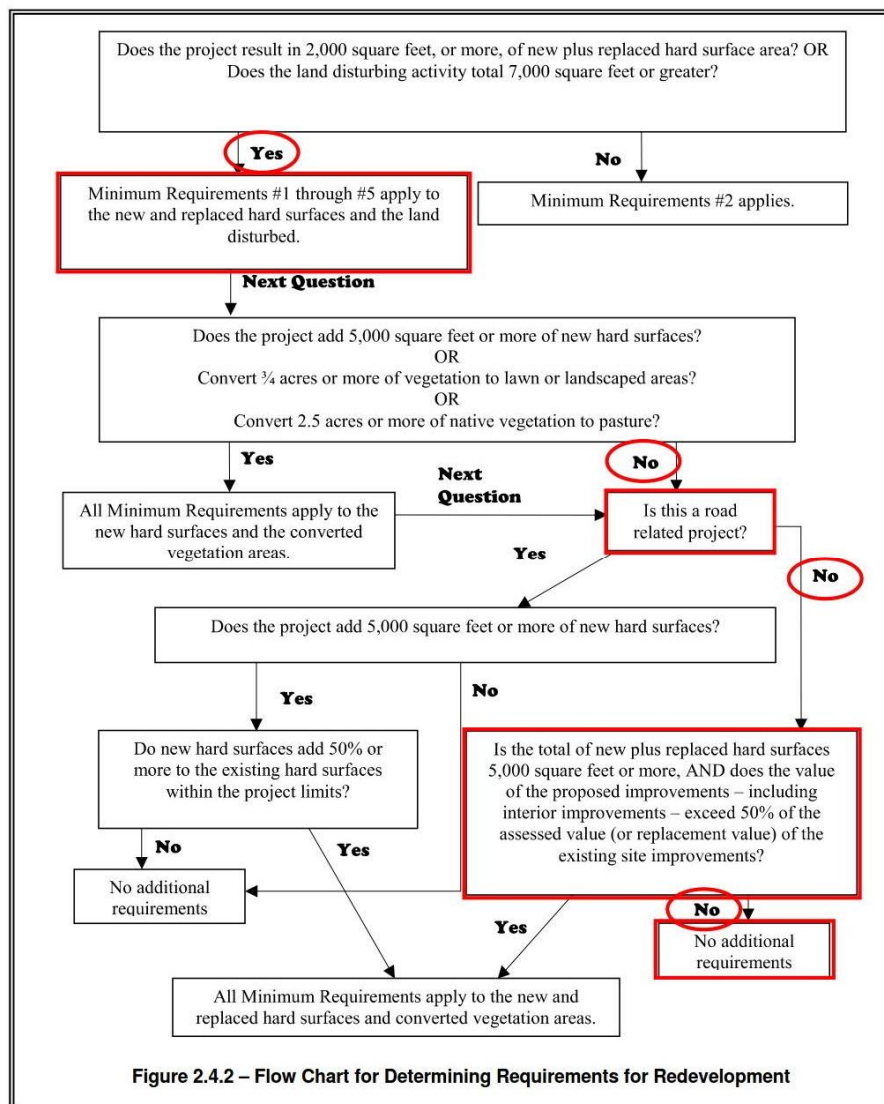 Does the project result in 2,000 square feet, or more, of new plus replaced hard surface area? OR
Does the land disturbing activity total 7,000 square feet or greater?
Yes
No
Minimum Requirements #1 through #5 apply to
the new and replaced hard surfaces and the land
disturbed.
Minimum Requirements #2 applies.
Next Question
Does the project add 5,000 square feet or more of new hard surfaces?
OR
Convert ¾ acres or more of vegetation to lawn or landscaped areas?
OR
Convert 2.5 acres or more of native vegetation to pasture?
Yes
Next
Question
No
All Minimum Requirements apply to the
new hard surfaces and the converted
vegetation areas.
Is this a road
related project?
Yes
No
Does the project add 5,000 square feet or more of new hard surfaces?
Yes
No
Do new hard surfaces add 50% or
more to the existing hard surfaces
within the project limits?
Is the total of new plus replaced hard surfaces
5,000 square feet or more, AND does the value
of the proposed improvements – including
interior improvements – exceed 50% of the
assessed value (or replacement value) of the
existing site improvements?
No
Yes
No additional
requirements
Yes
No
No additional
requirements
All Minimum Requirements apply to the new and
replaced hard surfaces and converted vegetation areas.
Figure 2.4.2 – Flow Chart for Determining Requirements for Redevelopment